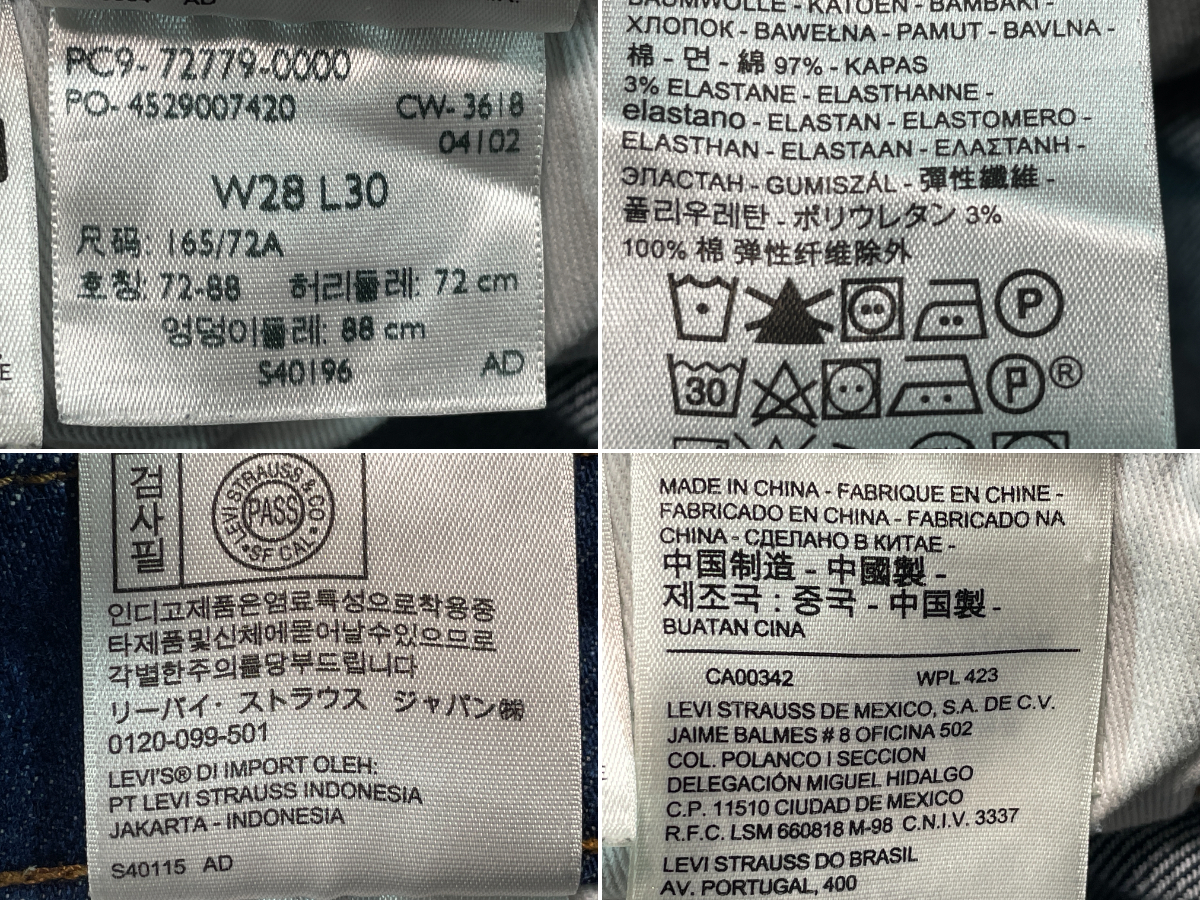 PC9- 72779-0000
PO- 4529007420 CW- 3618
04102
W28 L30
尺码: 165/72A
호칭: 72-88 허리둘레: 72 cm
엉덩이둘레: 88 cm
S40196 AD
BAUMWOLLE - KATOEN - BAMBAKI -
ХЛОПОК - BAWEŁNA - PAMUT - BAVLNA -
棉 - 면 - 綿 97% - KAPAS
3% ELASTANE - ELASTHANNE -
elastano - ELASTAN - ELASTOMERO -
ELASTHAN - ELASTAAN - ΕΛΑΣΤΑΝΗ -
ЭЛАСТАН - GUMISZÁL - 彈性纖維 -
폴리우레탄 - ポリウレタン 3%
100% 棉 弹性纤维除外
P
30 P ®
검사필
LEVI STRAUSS & CO
PASS
SF CAL
인디고제품은염료특성으로착용중
타제품및신체에묻어날수있으므로
각별한주의를당부드립니다
リーバイ・ストラウス ジャパン㈱
0120-099-501
LEVI'S® DI IMPORT OLEH:
PT LEVI STRAUSS INDONESIA
JAKARTA - INDONESIA
S40115 AD
MADE IN CHINA - FABRIQUE EN CHINE -
FABRICADO EN CHINA - FABRICADO NA
CHINA - СДЕЛАНО В КИТАЕ -
中国制造 - 中國製 -
제조국 : 중국 - 中国製 -
BUATAN CINA
CA00342 WPL 423
LEVI STRAUSS DE MEXICO, S.A. DE C.V.
JAIME BALMES # 8 OFICINA 502
COL. POLANCO I SECCION
DELEGACIÓN MIGUEL HIDALGO
C.P. 11510 CIUDAD DE MEXICO
R.F.C. LSM 660818 M-98 C.N.I.V. 3337
LEVI STRAUSS DO BRASIL
AV. PORTUGAL, 400